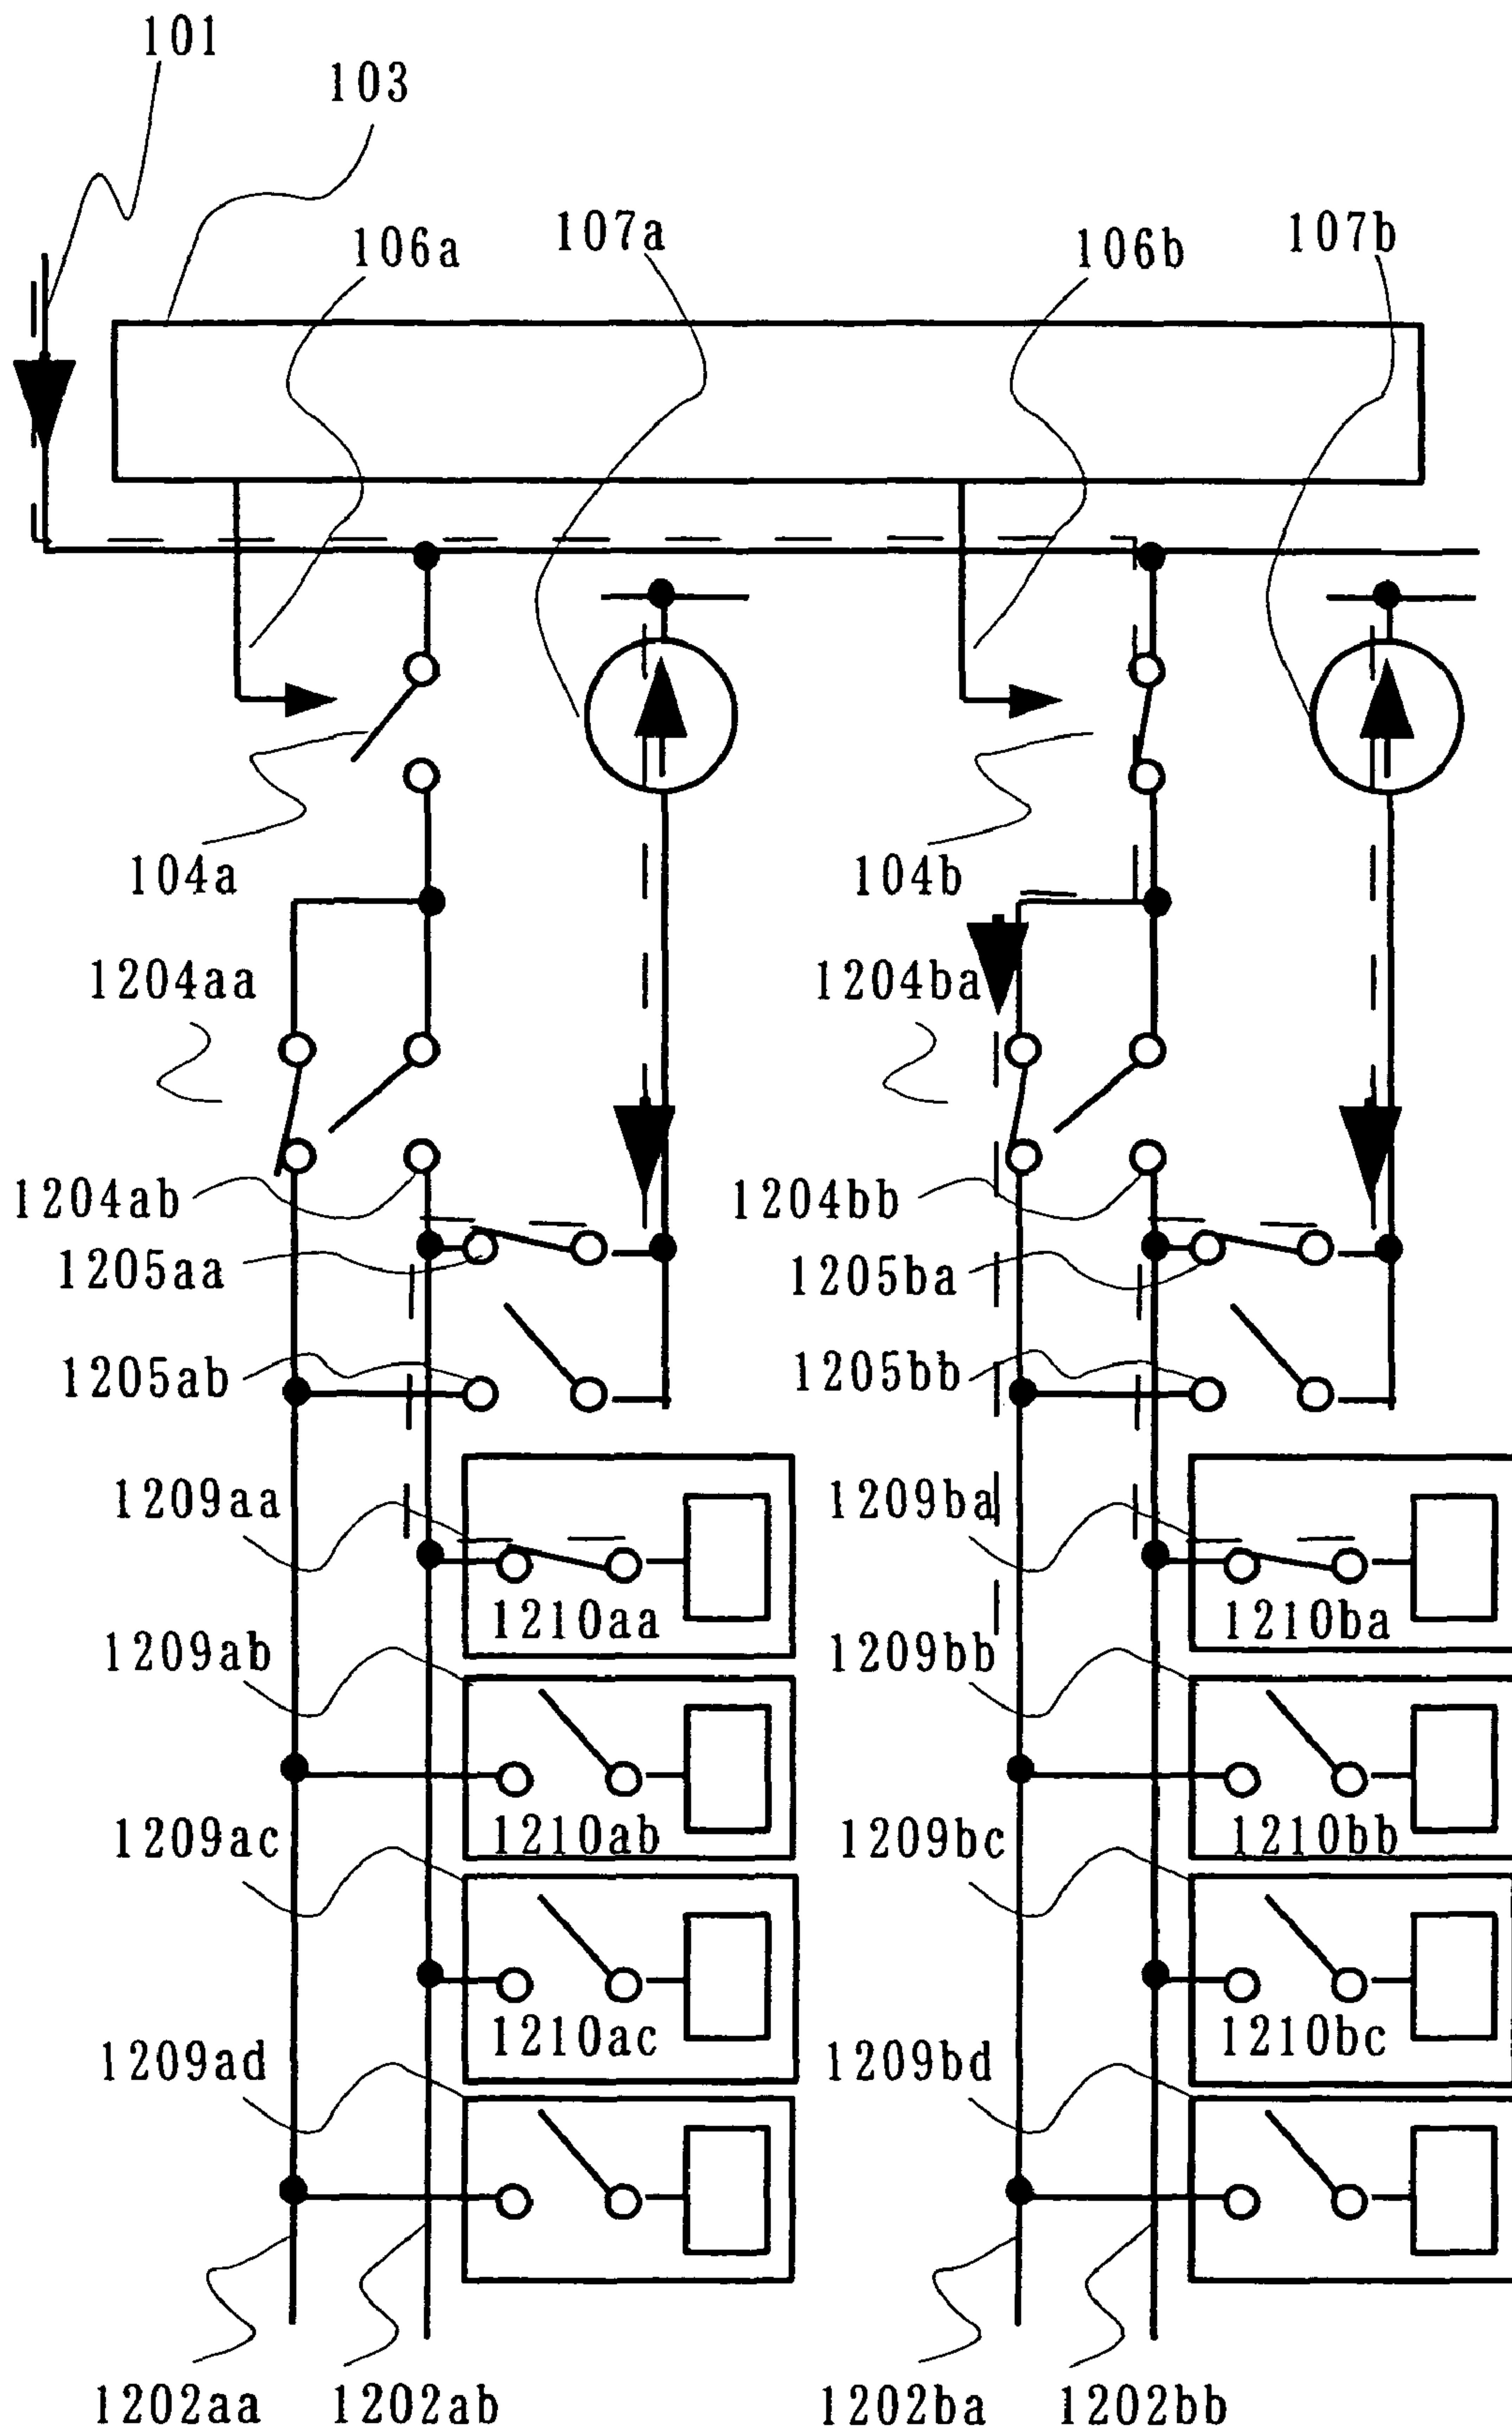 101
103
106a 107a 106b 107b
104a 104b
1204aa 1204ba
1204ab 1204bb
1205aa 1205ba
1205ab 1205bb
1209aa 1209ba
1210aa 1210ba
1209ab 1209bb
1210ab 1210bb
1209ac 1209bc
1210ac 1210bc
1209ad 1209bd
1202aa 1202ab 1202ba 1202bb